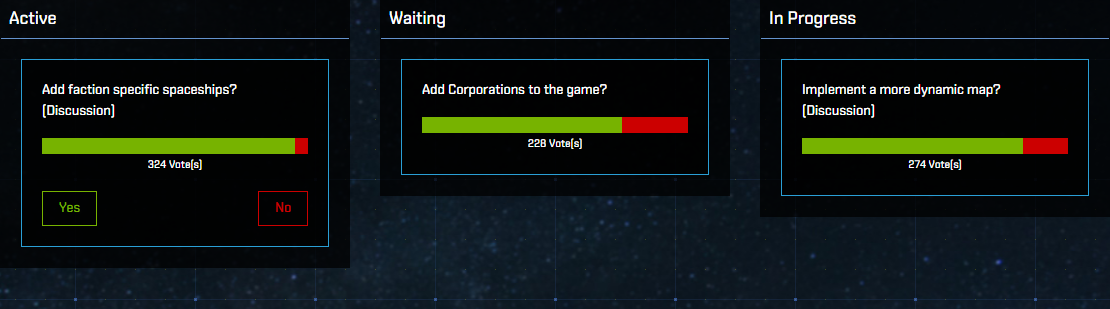 Active
Add faction specific spaceships?
[Discussion]
324 Vote(s)
Yes
No
Waiting
Add Corporations to the game?
228 Vote(s)
In Progress
Implement a more dynamic map?
[Discussion]
274 Vote(s)